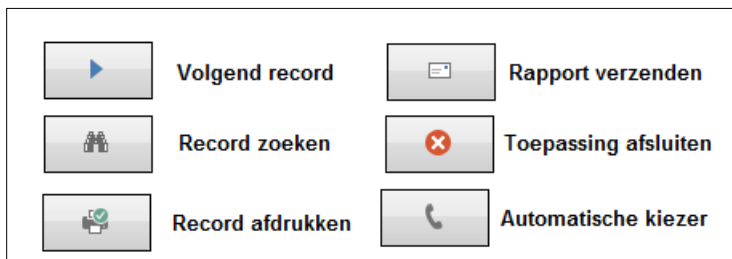 Volgend record
Rapport verzenden
Record zoeken
Toepassing afsluiten
Record afdrukken
Automatische kiezer